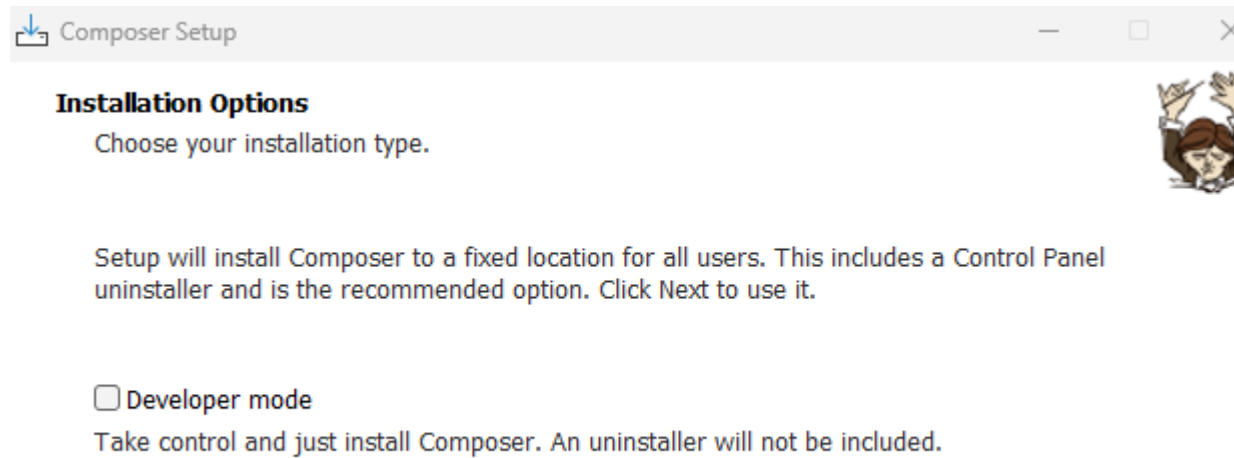 Composer Setup
Installation Options
Choose your installation type.
Setup will install Composer to a fixed location for all users. This includes a Control Panel
uninstaller and is the recommended option. Click Next to use it.
Developer mode
Take control and just install Composer. An uninstaller will not be included.